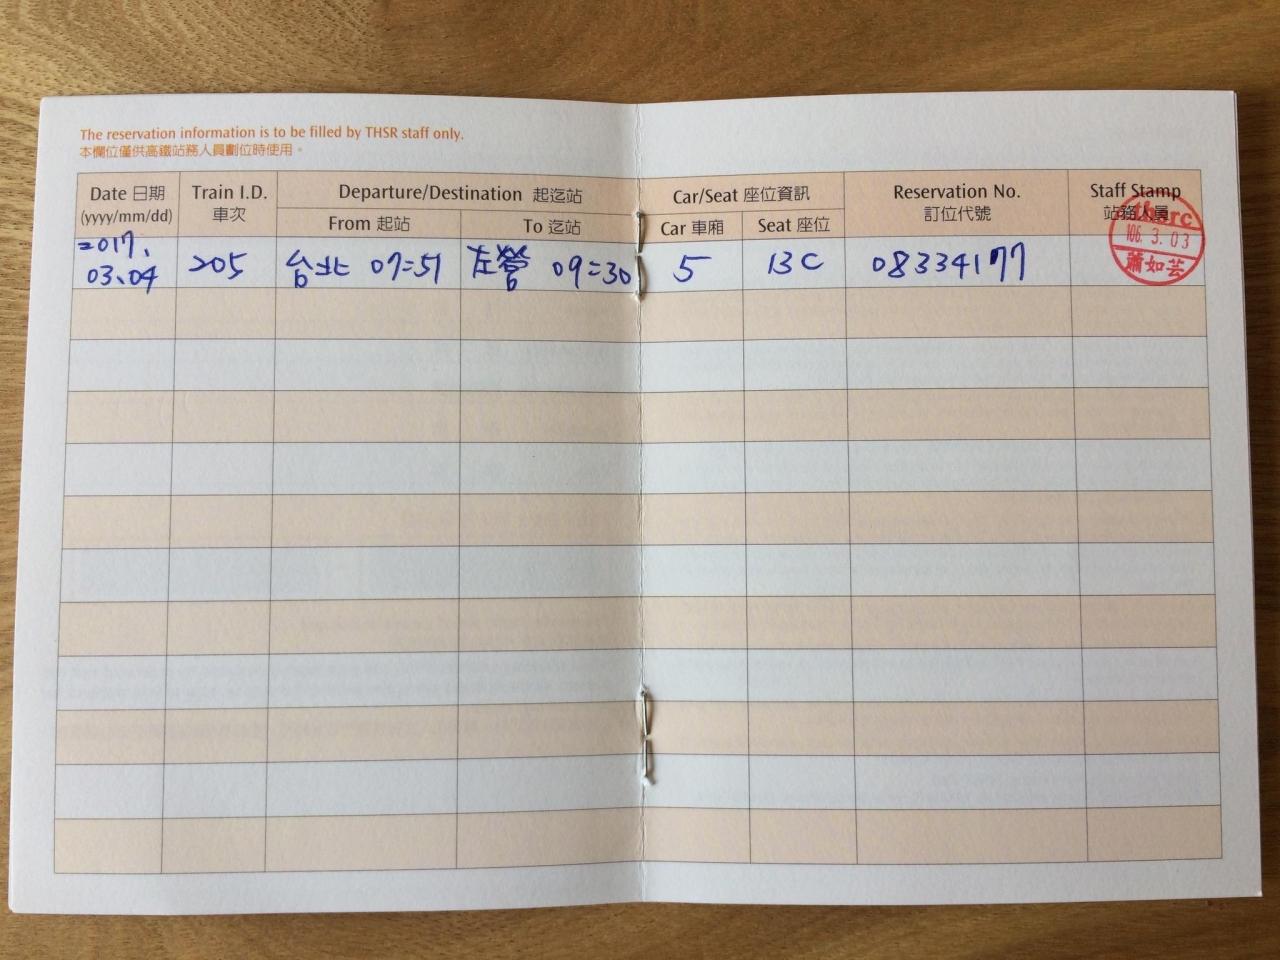 The reservation information is to be filled by THSR staff only.
本欄位僅供高鐵站務人員劃位時使用。
Date 日期
(yyyy/mm/dd)
Train I.D.
車次
Departure/Destination 起迄站
From 起站
To 迄站
Car/Seat 座位資訊
Car 車廂
Seat 座位
Reservation No.
訂位代號
Staff Stamp
站務人員
2017.
03.04
205
台北 07:51
左營 09:30
5
13C
08334177
thsrc
106. 3. 03
蕭如芸